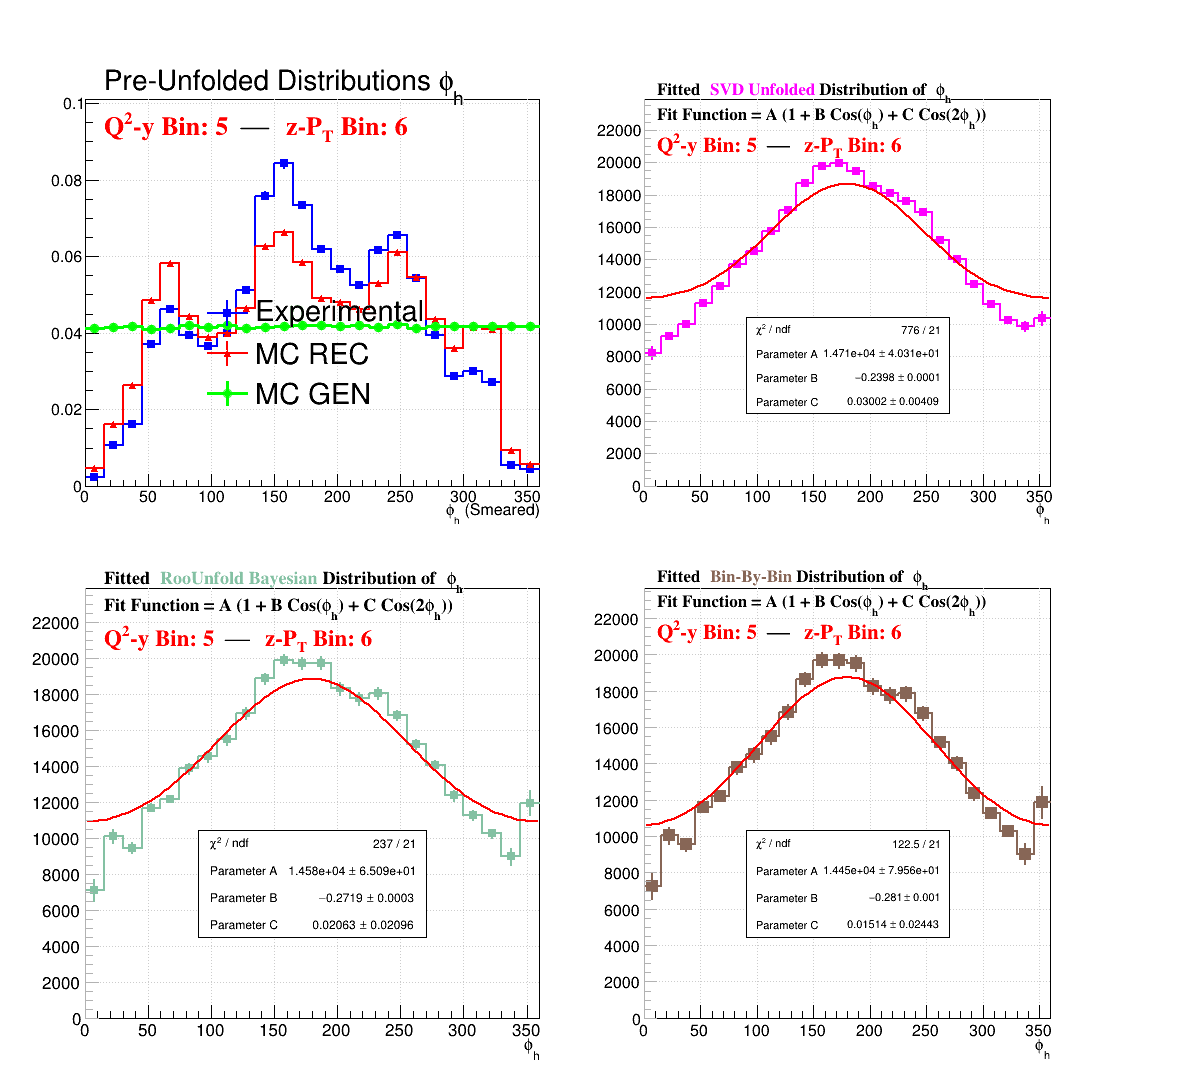 Pre-Unfolded Distributions ϕh
Q2-y Bin: 5 — z-PT Bin: 6
0.1
0.08
0.06
0.04
0.02
0
Experimental
MC REC
MC GEN
0 50 100 150 200 250 300 350
ϕh (Smeared)
Fitted SVD Unfolded Distribution of ϕh
Fit Function = A (1 + B Cos(ϕh) + C Cos(2ϕh))
Q2-y Bin: 5 — z-PT Bin: 6
22000
20000
18000
16000
14000
12000
10000
8000
6000
4000
2000
0
χ2 / ndf 776 / 21
Parameter A 1.471e+04 ± 4.031e+01
Parameter B −0.2398 ± 0.0001
Parameter C 0.03002 ± 0.00409
0 50 100 150 200 250 300 350
ϕh
Fitted RooUnfold Bayesian Distribution of ϕh
Fit Function = A (1 + B Cos(ϕh) + C Cos(2ϕh))
Q2-y Bin: 5 — z-PT Bin: 6
22000
20000
18000
16000
14000
12000
10000
8000
6000
4000
2000
0
χ2 / ndf 237 / 21
Parameter A 1.458e+04 ± 6.509e+01
Parameter B −0.2719 ± 0.0003
Parameter C 0.02063 ± 0.02096
0 50 100 150 200 250 300 350
ϕh
Fitted Bin-By-Bin Distribution of ϕh
Fit Function = A (1 + B Cos(ϕh) + C Cos(2ϕh))
Q2-y Bin: 5 — z-PT Bin: 6
22000
20000
18000
16000
14000
12000
10000
8000
6000
4000
2000
0
χ2 / ndf 122.5 / 21
Parameter A 1.445e+04 ± 7.956e+01
Parameter B −0.281 ± 0.001
Parameter C 0.01514 ± 0.02443
0 50 100 150 200 250 300 350
ϕh